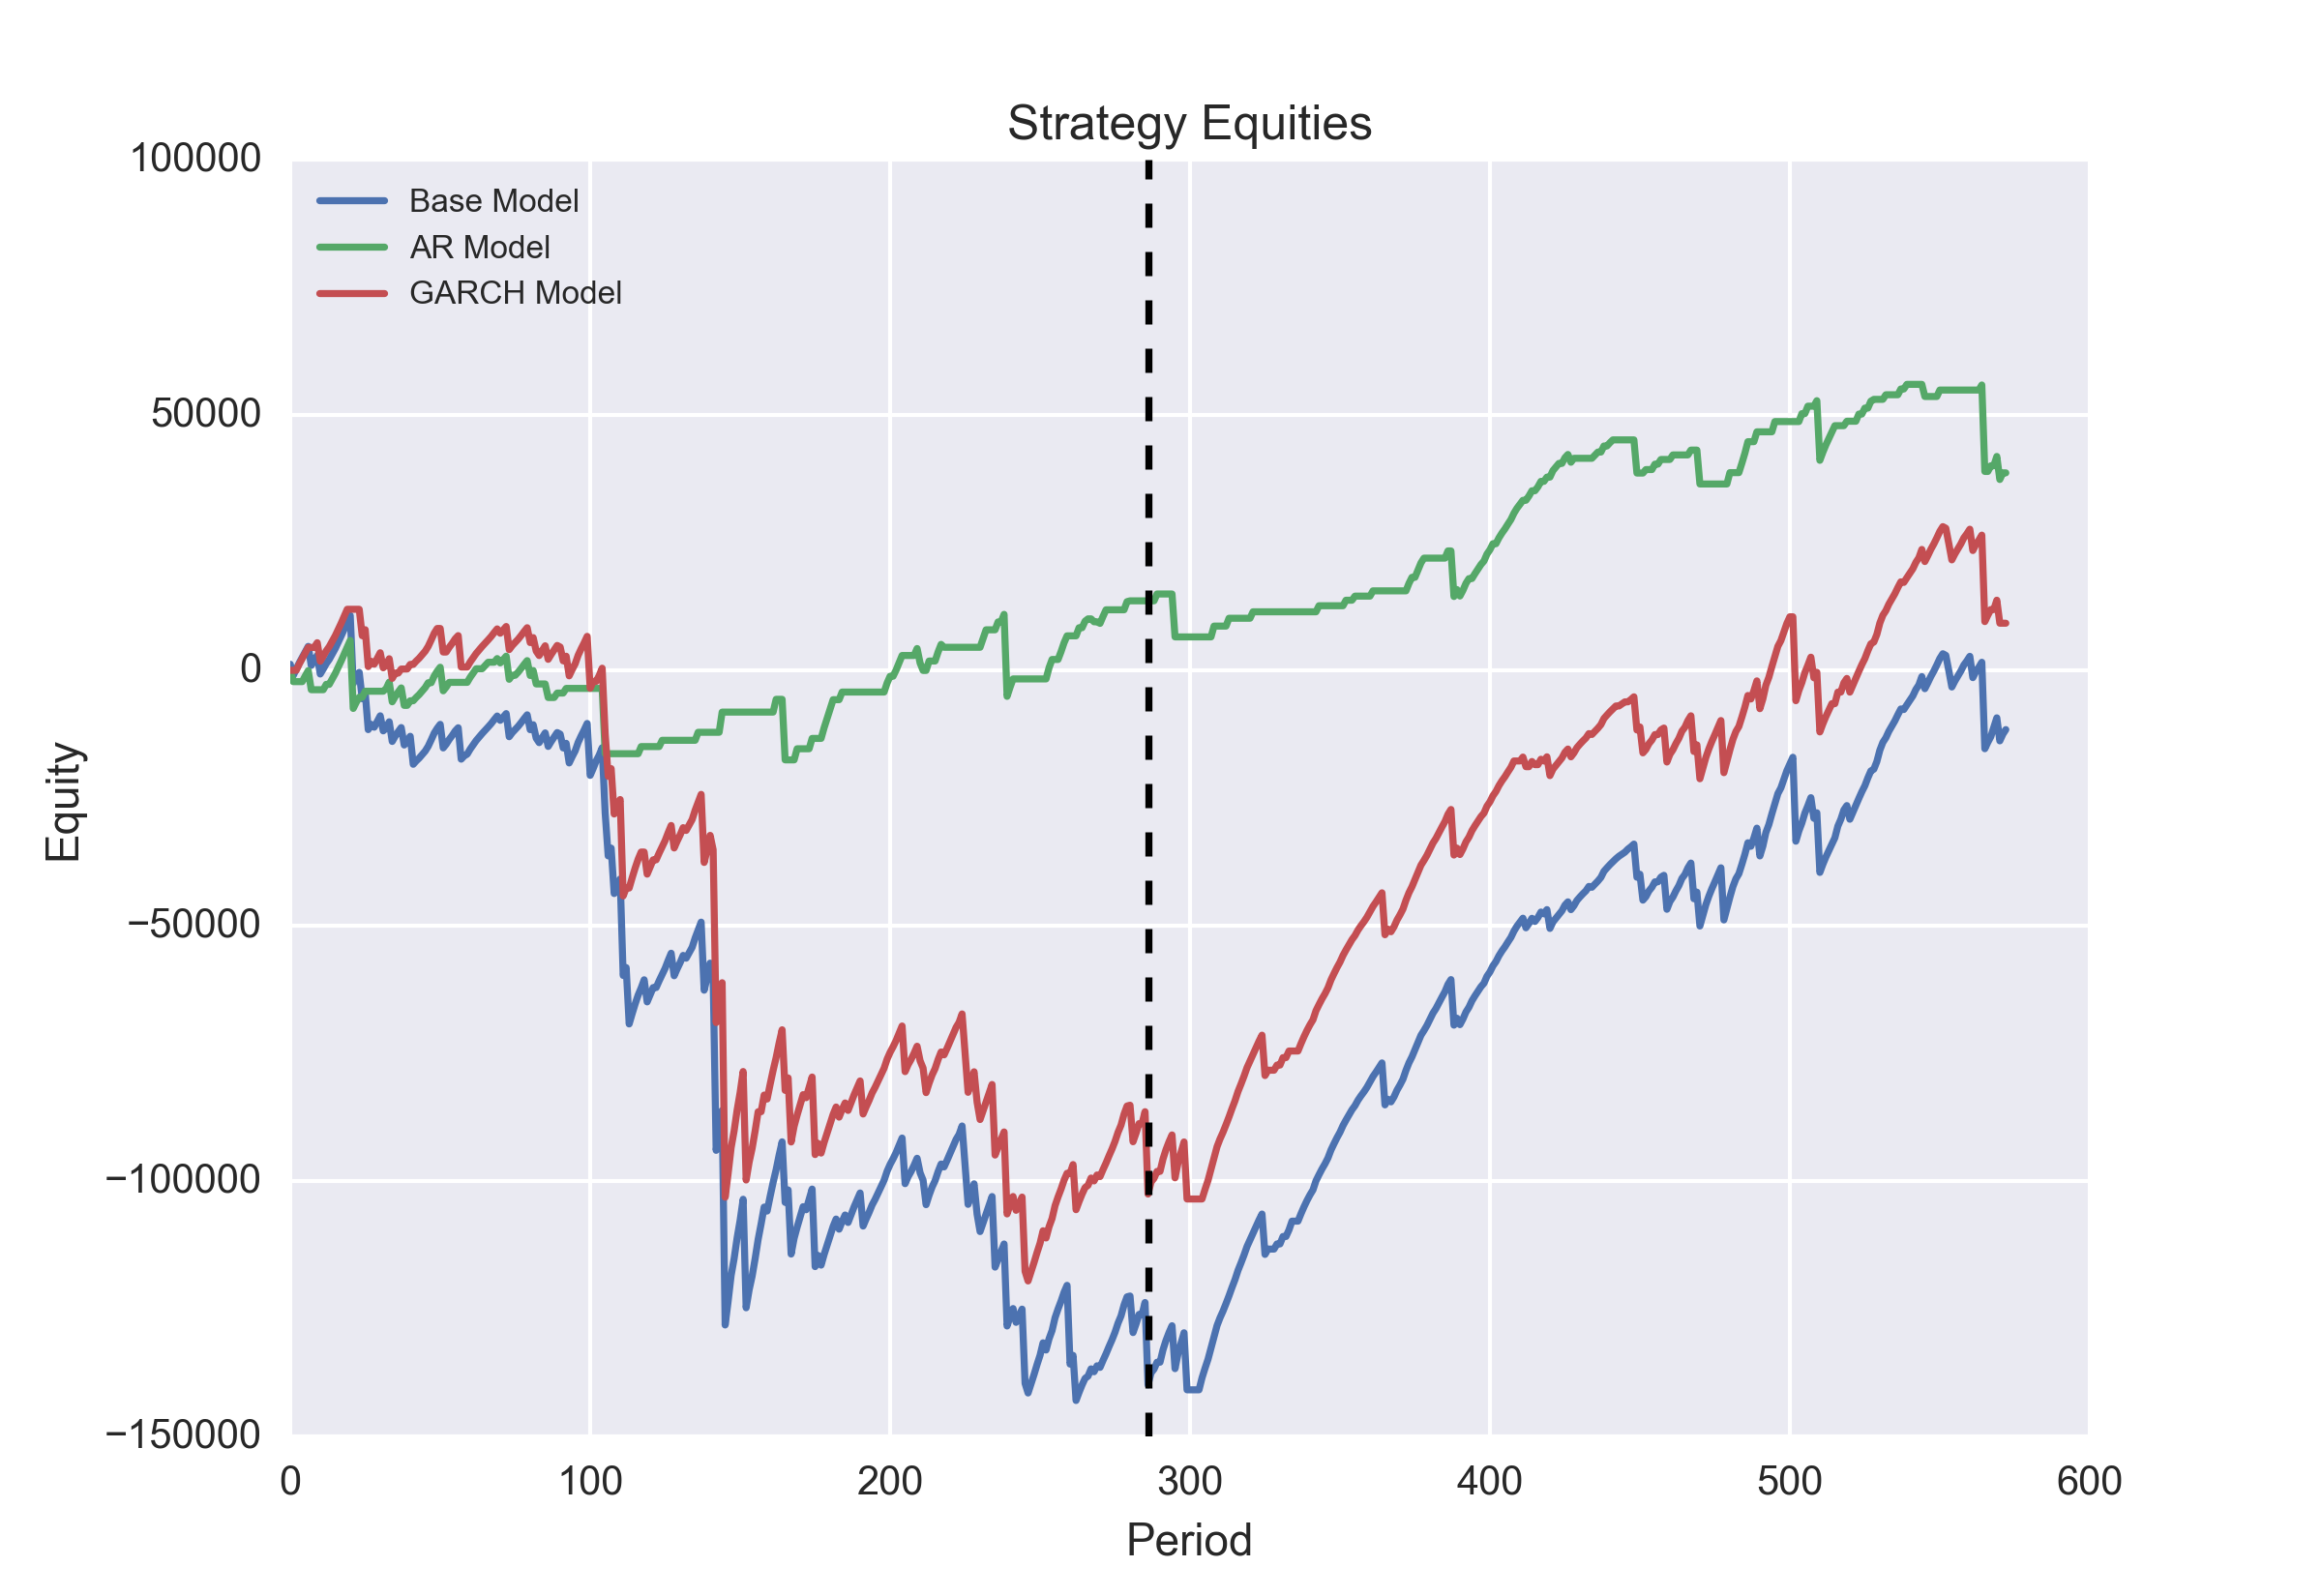 Strategy Equities
100000
50000
0
−50000
−100000
−150000
Equity
Base Model
AR Model
GARCH Model
0 100 200 300 400 500 600
Period